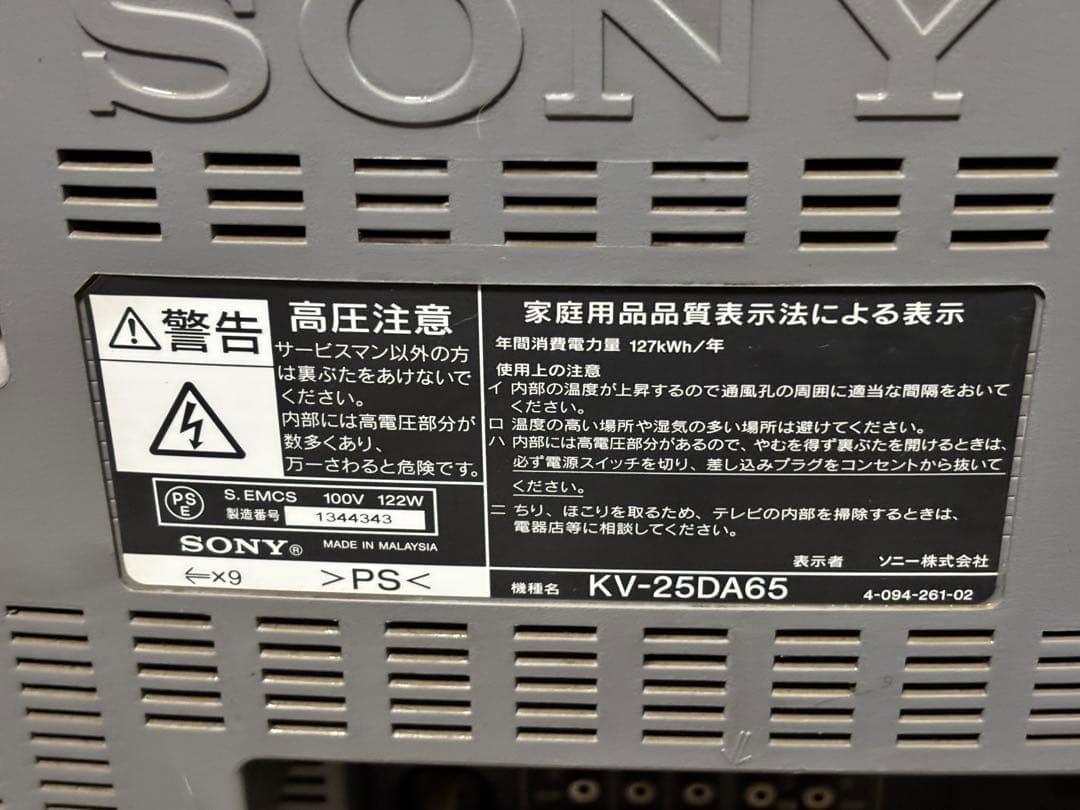 SONY
警告
高圧注意
サービスマン以外の方
は裏ぶたをあけないで
ください。
内部には高電圧部分が
数多くあり、
万一さわると危険です。
PS
E
S. EMCS 100V 122W
製造番号 1344343
SONY® MADE IN MALAYSIA
⇐×9 >PS<
家庭用品品質表示法による表示
年間消費電力量 127kWh/年
使用上の注意
イ 内部の温度が上昇するので通風孔の周囲に適当な間隔をおいて
ください。
ロ 温度の高い場所や湿気の多い場所は避けてください。
ハ 内部には高電圧部分があるので、やむを得ず裏ぶたを開けるときは、
必ず電源スイッチを切り、差し込みプラグをコンセントから抜いて
ください。
ニ ちり、ほこりを取るため、テレビの内部を掃除するときは、
電器店等に相談してください。
表示者 ソニー株式会社
機種名 KV-25DA65 4-094-261-02